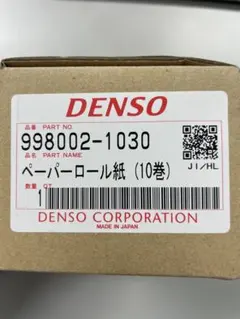 DENSO
品番 PART NO.
998002-1030
品名 PART NAME
J1/HL
ペーパーロール紙 (10巻)
数量 Q'T
1
DENSO CORPORATION
MADE IN JAPAN